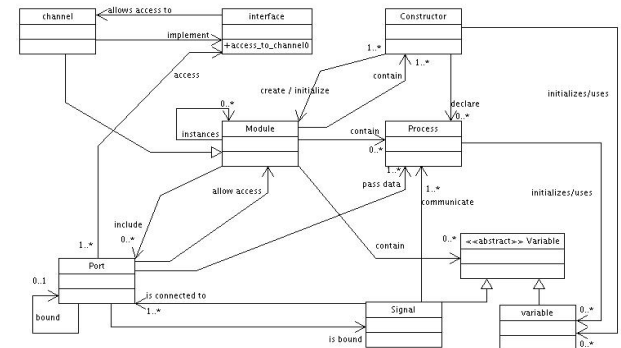 channel
allows access to
interface
Constructor
implement
+access_to_channel()
1..*
1..*
access
contain
create / initialize
initializes/uses
0..*
declare
0..*
Module
Process
instances
contain
0..*
1..*
pass data
allow access
1..*
communicate
initializes/uses
include
0..*
1..*
contain
0..*
<<abstract>> Variable
Port
0..1
is connected to
1..*
bound
Signal
variable
0..*
is bound
0..*